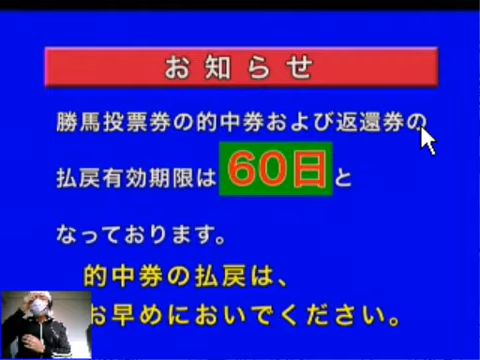 お知らせ
勝馬投票券の的中券および返還券の
払戻有効期限は60日と
なっております。
的中券の払戻は、
お早めにおいでください。